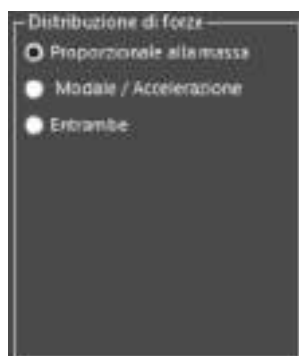 Distribuzione di forze
Proporzionale alla massa
Modale / Accelerazione
Entrambe